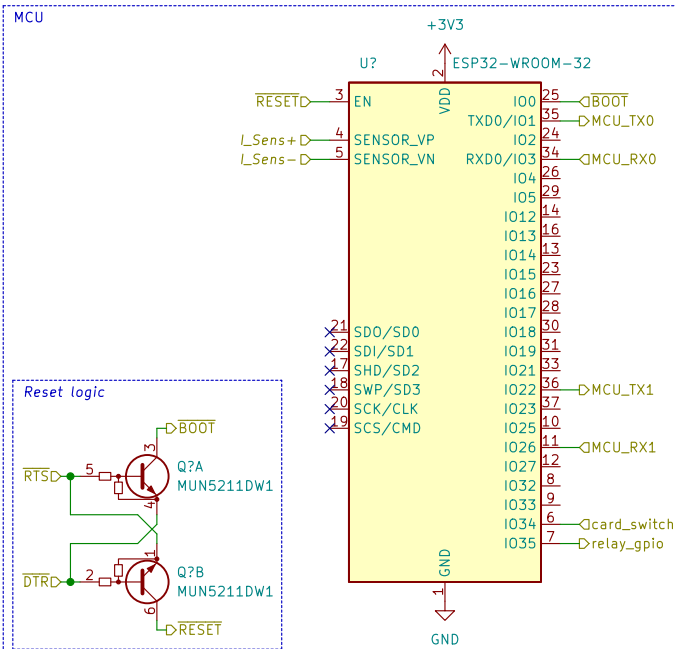 MCU
+3V3
U?
ESP32-WROOM-32
2
VDD
RESET 3 EN
I_Sens+ 4 SENSOR_VP
I_Sens- 5 SENSOR_VN
21 SDO/SD0
22 SDI/SD1
17 SHD/SD2
18 SWP/SD3
20 SCK/CLK
19 SCS/CMD
IO0 25 BOOT
TXD0/IO1 35 MCU_TX0
IO2 24
RXD0/IO3 34 MCU_RX0
IO4 26
IO5 29
IO12 14
IO13 16
IO14 13
IO15 23
IO16 27
IO17 28
IO18 30
IO19 31
IO21 33
IO22 36 MCU_TX1
IO23 37
IO25 10
IO26 11 MCU_RX1
IO27 12
IO32 8
IO33 9
IO34 6 card_switch
IO35 7 relay_gpio
GND
1
GND
Reset logic
BOOT
3
RTS 5
Q?A
MUN5211DW1
4
1
DTR 2
Q?B
MUN5211DW1
6
RESET